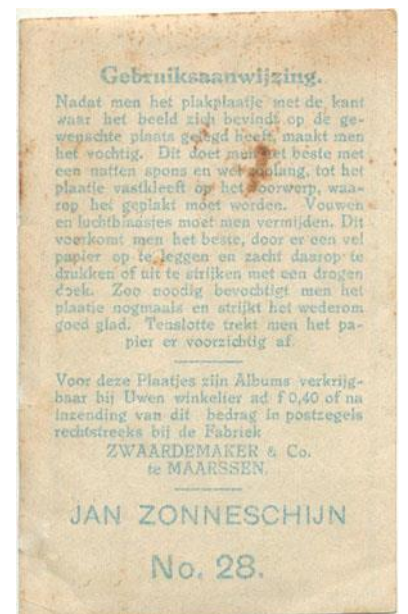 Gebruiksaanwijzing.
Nadat men het plakplaatje met de kant
waar het beeld zich bevindt op de ge-
wenschte plaats gelegd heeft, maakt men
het vochtig. Dit doet men het beste met
een natten spons en wel zoolang, tot het
plaatje vastkleeft op het voorwerp, waa-
rop het geplakt moet worden. Vouwen
en luchtblaasjes moet men vermijden. Dit
voorkomt men het beste, door er een vel
papier op te leggen en zacht daarop te
drukken of uit te strijken met een drogen
doek. Zoo noodig bevochtigt men het
plaatje nogmaals en strijkt het wederom
goed glad. Tenslotte trekt men het pa-
pier er voorzichtig af
Voor deze Plaatjes zijn Albums verkrijg-
baar bij Uwen winkelier ad f 0,40 of na
inzending van dit bedrag in postzegels
rechtstreeks bij de Fabriek
ZWAARDEMAKER & Co.
te MAARSSEN.
JAN ZONNESCHIJN
No. 28.